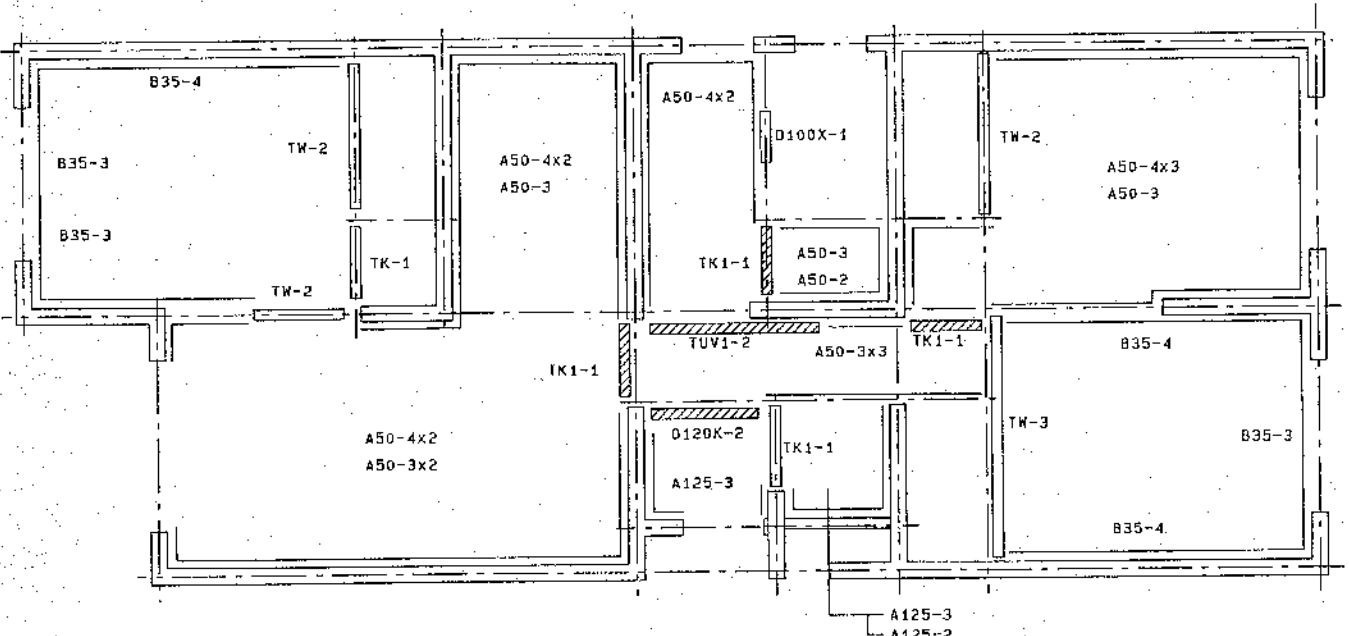 B35-4
B35-3
B35-3
TW-2
TK-1
TW-2
A50-4x2
A50-3
A50-4x2
D100X-1
TK1-1
A50-3
A50-2
TW-2
A50-4x3
A50-3
TUV1-2
A50-3x3
TK1-1
TK1-1
B35-4
A50-4x2
A50-3x2
D120K-2
A125-3
TK1-1
TW-3
B35-3
B35-4
A125-3
A125-2